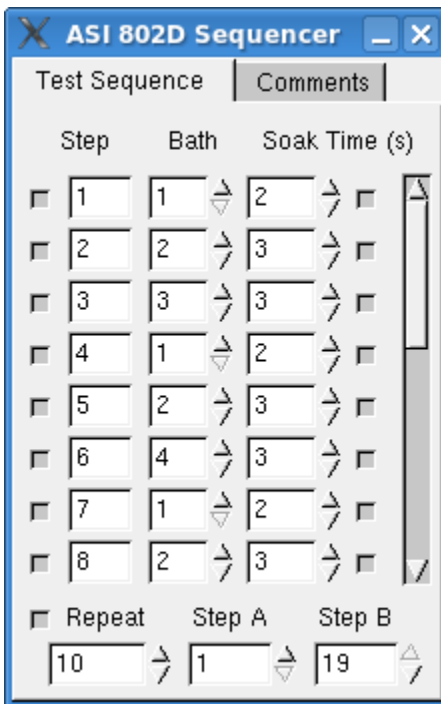 ASI 802D Sequencer
Test Sequence Comments
Step Bath Soak Time (s)
1 1 2
2 2 3
3 3 3
4 1 2
5 2 3
6 4 3
7 1 2
8 2 3
Repeat Step A Step B
10 1 19